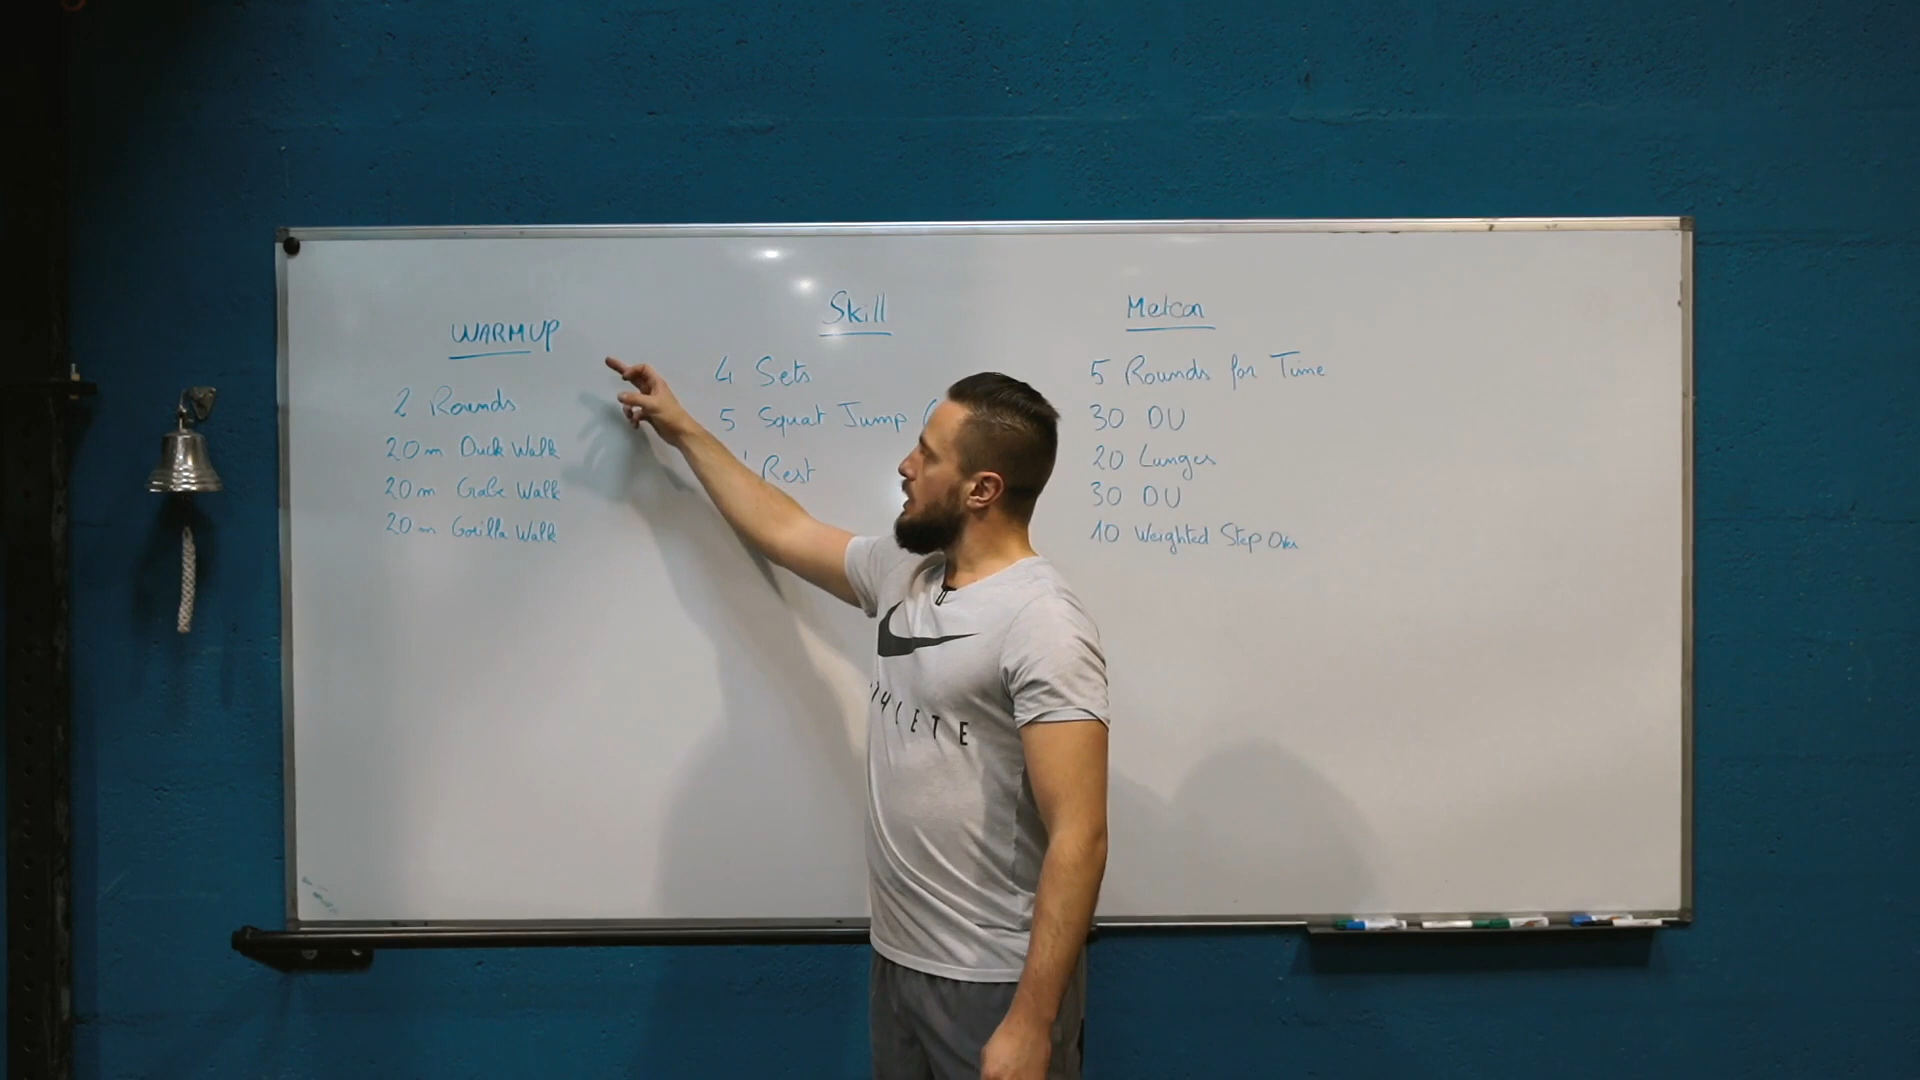 WARMUP
2 Rounds
20m Duck Walk
20m Crabe Walk
20m Gorilla Walk
Skill
4 Sets
5 Squat Jump (
Rest
Metcon
5 Rounds for Time
30 DU
20 Lunges
30 DU
10 Weighted Step Over